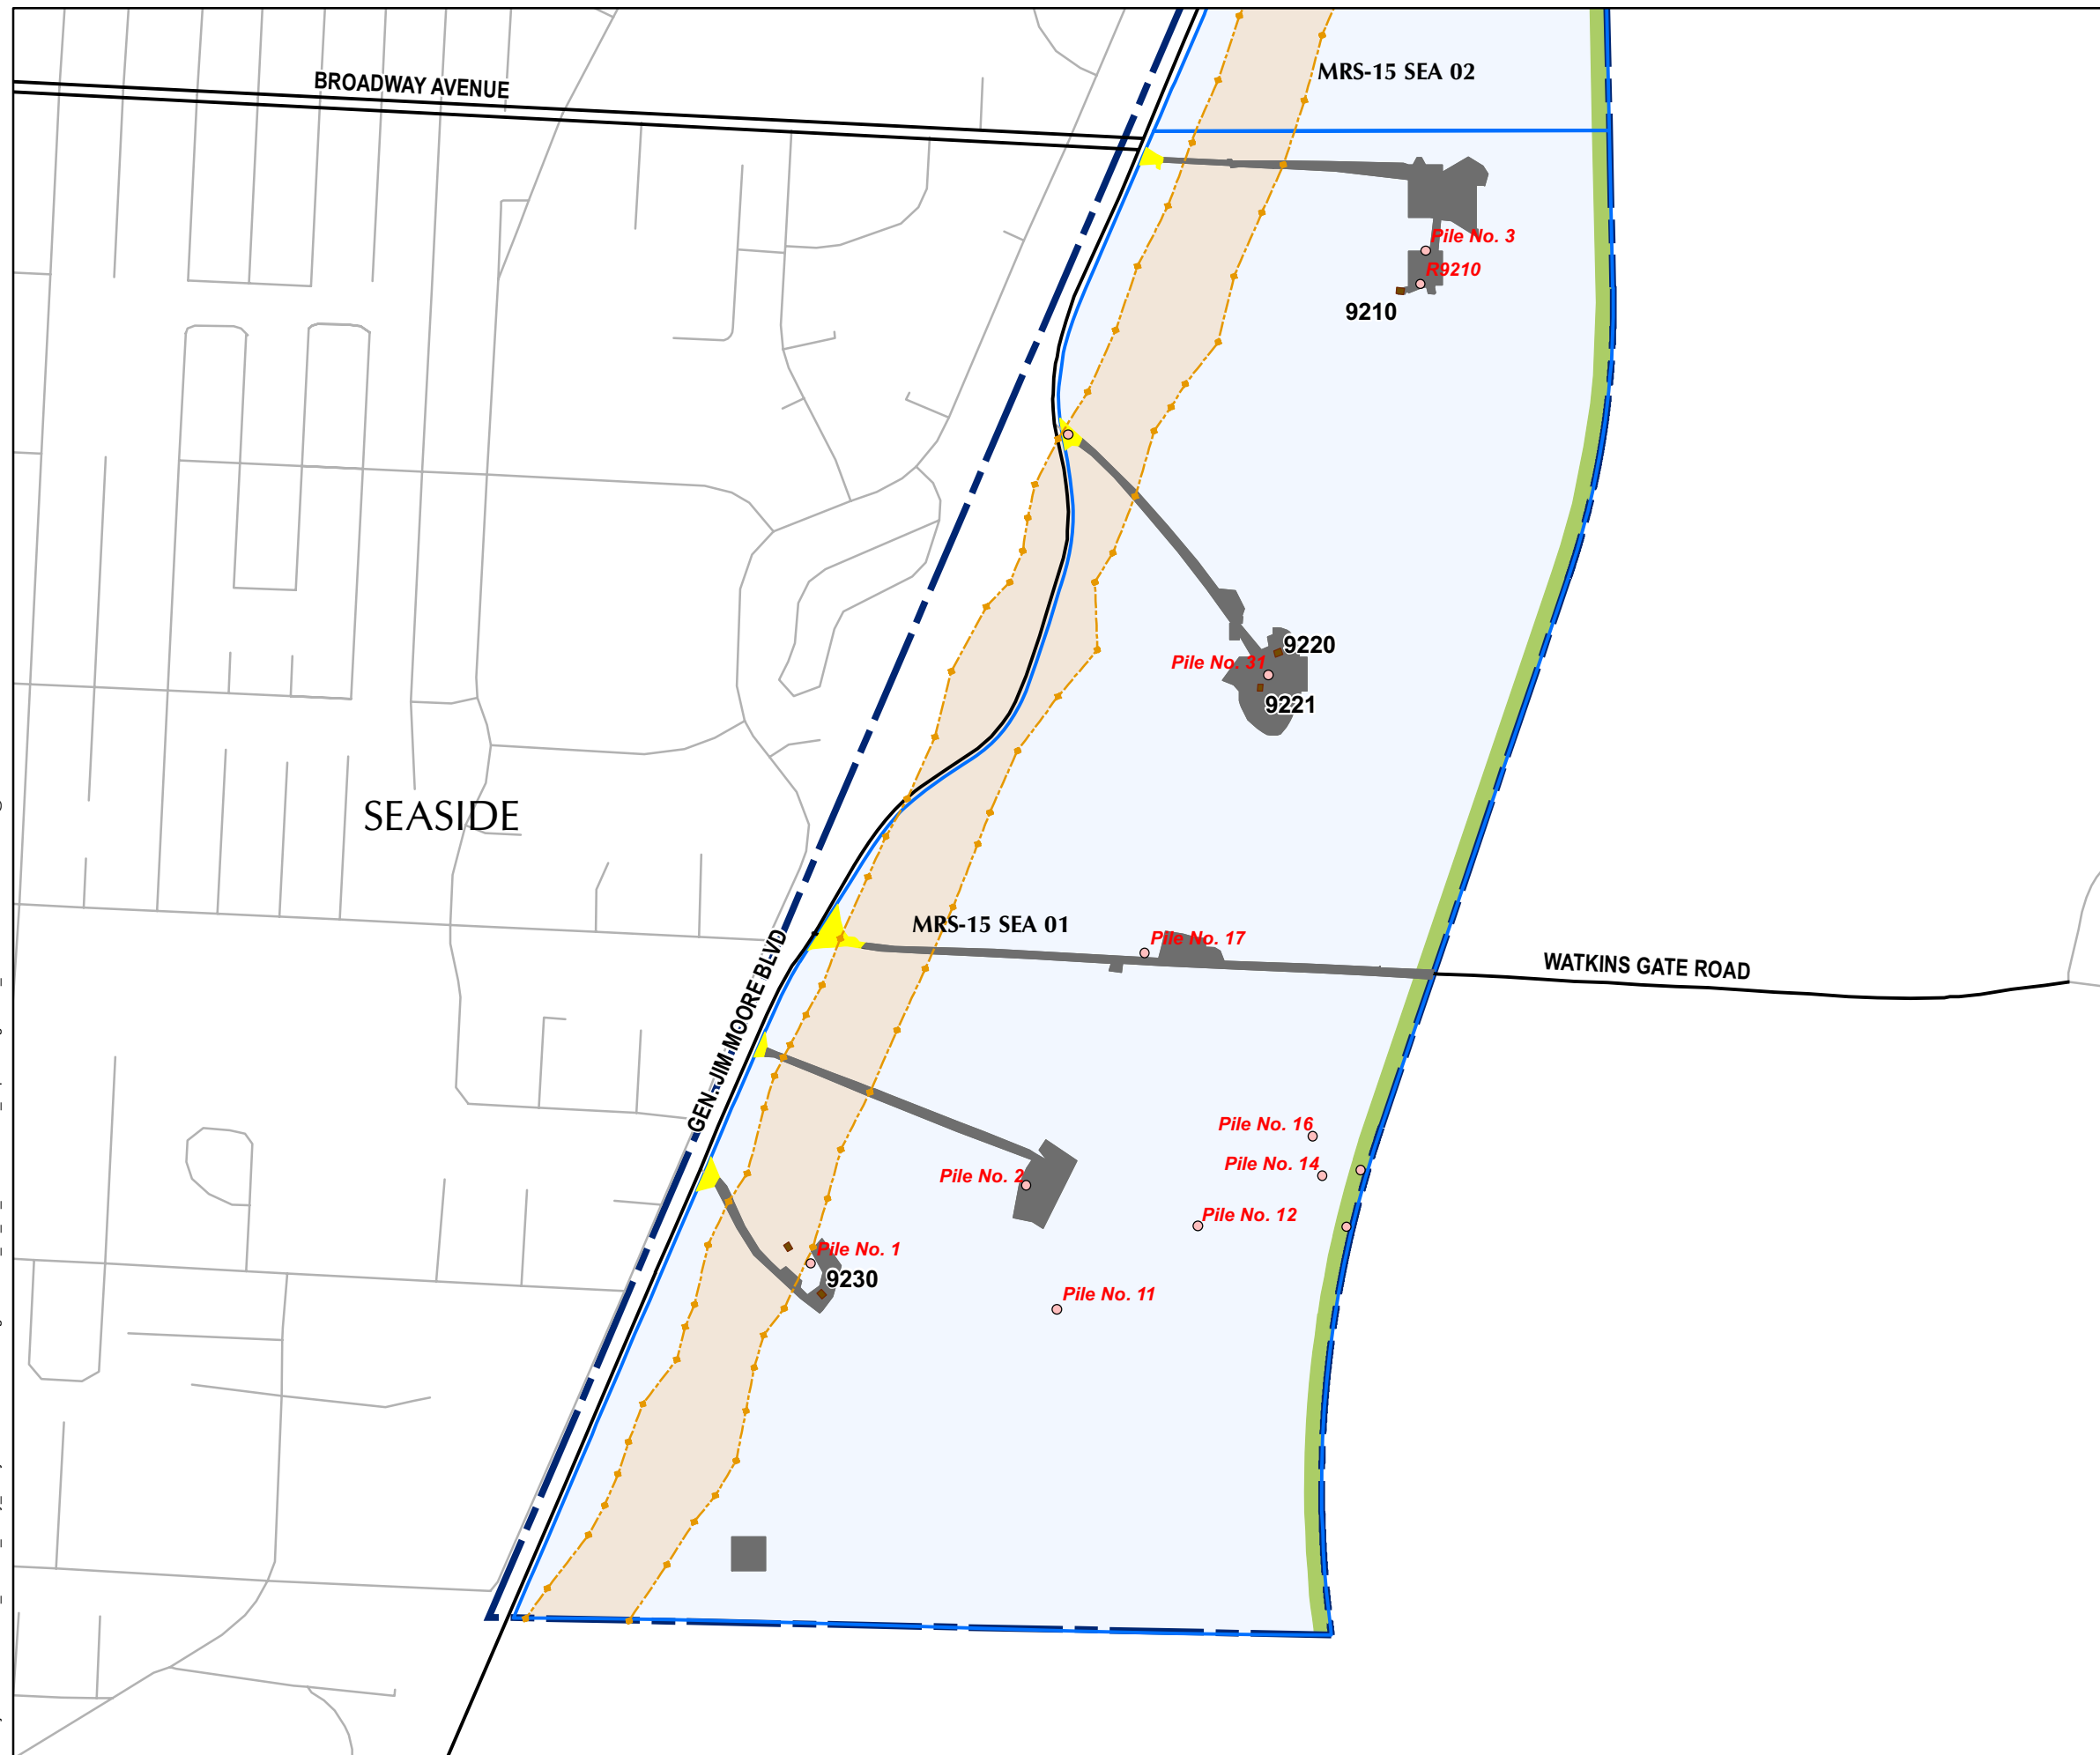 MRS-15 SEA 02
BROADWAY AVENUE
Pile No. 3
R9210
9210
9220
Pile No. 31
9221
SEASIDE
MRS-15 SEA 01
Pile No. 17
WATKINS GATE ROAD
GEN. JIM MOORE BLVD
Pile No. 16
Pile No. 14
Pile No. 2
Pile No. 12
Pile No. 1
9230
Pile No. 11